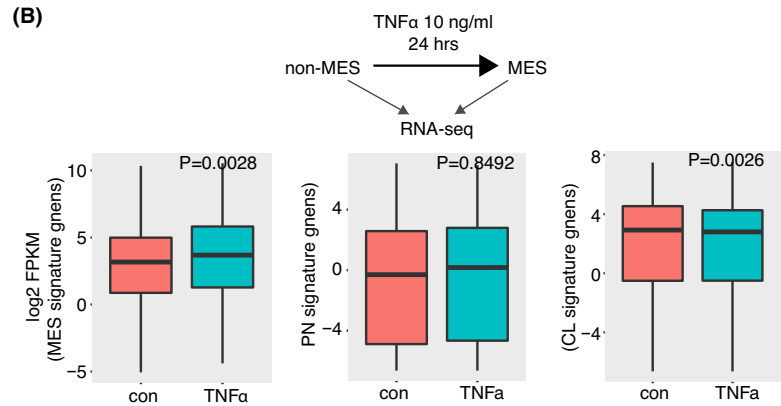 (B)
TNFα 10 ng/ml
24 hrs
non-MES
MES
RNA-seq
log2 FPKM
(MES signature gnens)
10
5
0
−5
P=0.0028
con
TNFα
PN signature gnens)
4
0
−4
P=0.8492
con
TNFa
(CL signature gnens)
8
4
0
−4
P=0.0026
con
TNFa